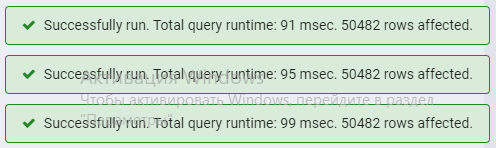 Successfully run. Total query runtime: 91 msec. 50482 rows affected.
Successfully run. Total query runtime: 95 msec. 50482 rows affected.
Активация Windows
Чтобы активировать Windows, перейдите в раздел
"Параметры".
Successfully run. Total query runtime: 99 msec. 50482 rows affected.